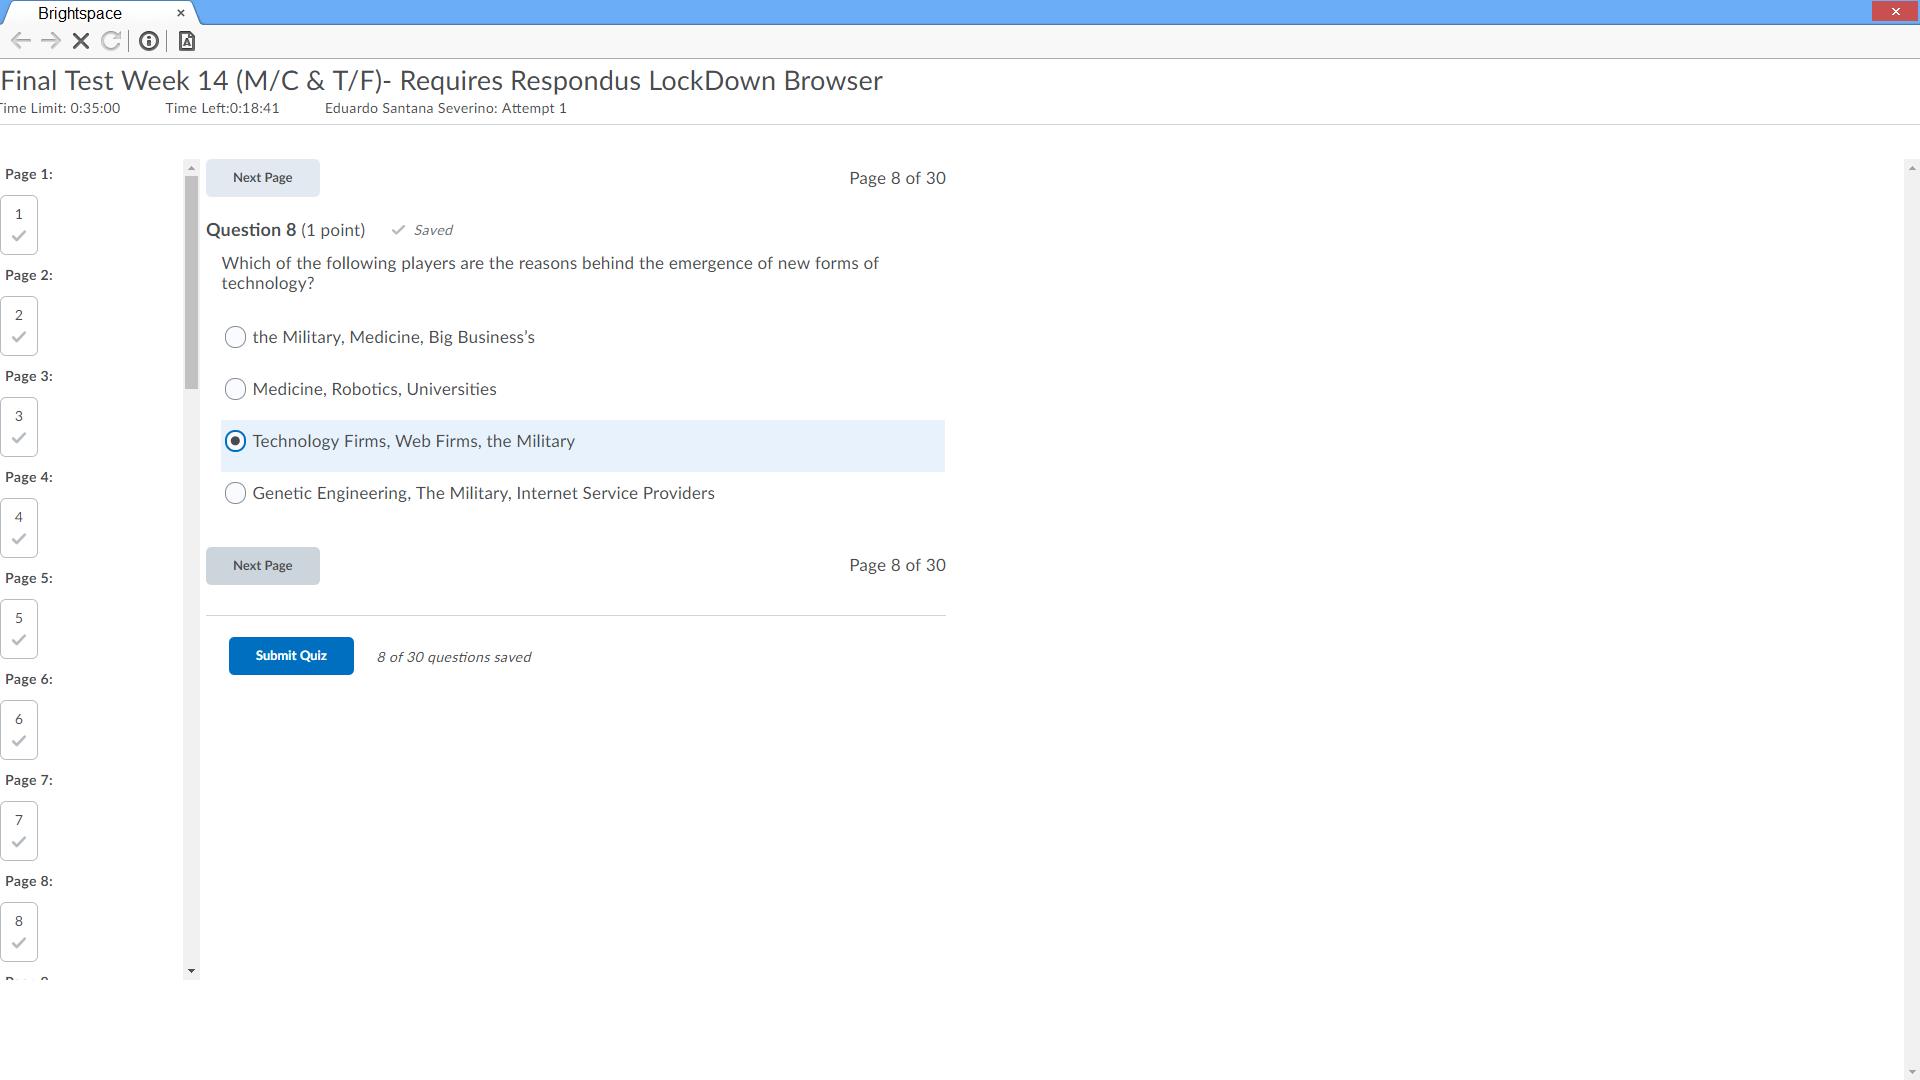 Brightspace
Final Test Week 14 (M/C & T/F)- Requires Respondus LockDown Browser
Time Limit: 0:35:00 Time Left:0:18:41 Eduardo Santana Severino: Attempt 1
Page 1:
1
Page 2:
2
Page 3:
3
Page 4:
4
Page 5:
5
Page 6:
6
Page 7:
7
Page 8:
8
Next Page Page 8 of 30
Question 8 (1 point) Saved
Which of the following players are the reasons behind the emergence of new forms of
technology?
the Military, Medicine, Big Business’s
Medicine, Robotics, Universities
Technology Firms, Web Firms, the Military
Genetic Engineering, The Military, Internet Service Providers
Next Page Page 8 of 30
Submit Quiz 8 of 30 questions saved